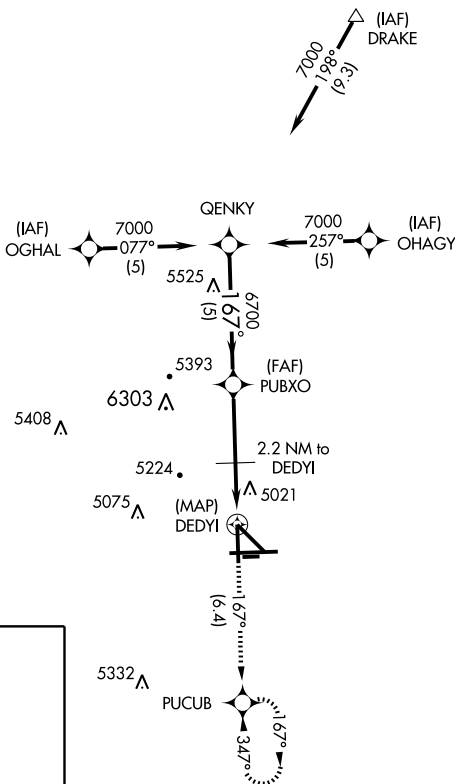 (IAF)
DRAKE
7000
198°
(9.3)
QENKY
(IAF)
OGHAL
7000
077°
(5)
7000
257°
(5)
(IAF)
OHAGY
5525
6700
167°
(5)
5393
(FAF)
PUBXO
6303
5408
2.2 NM to
DEDYI
5224
5021
5075
(MAP)
DEDYI
167°
(6.4)
5332
PUCUB
167°
347°